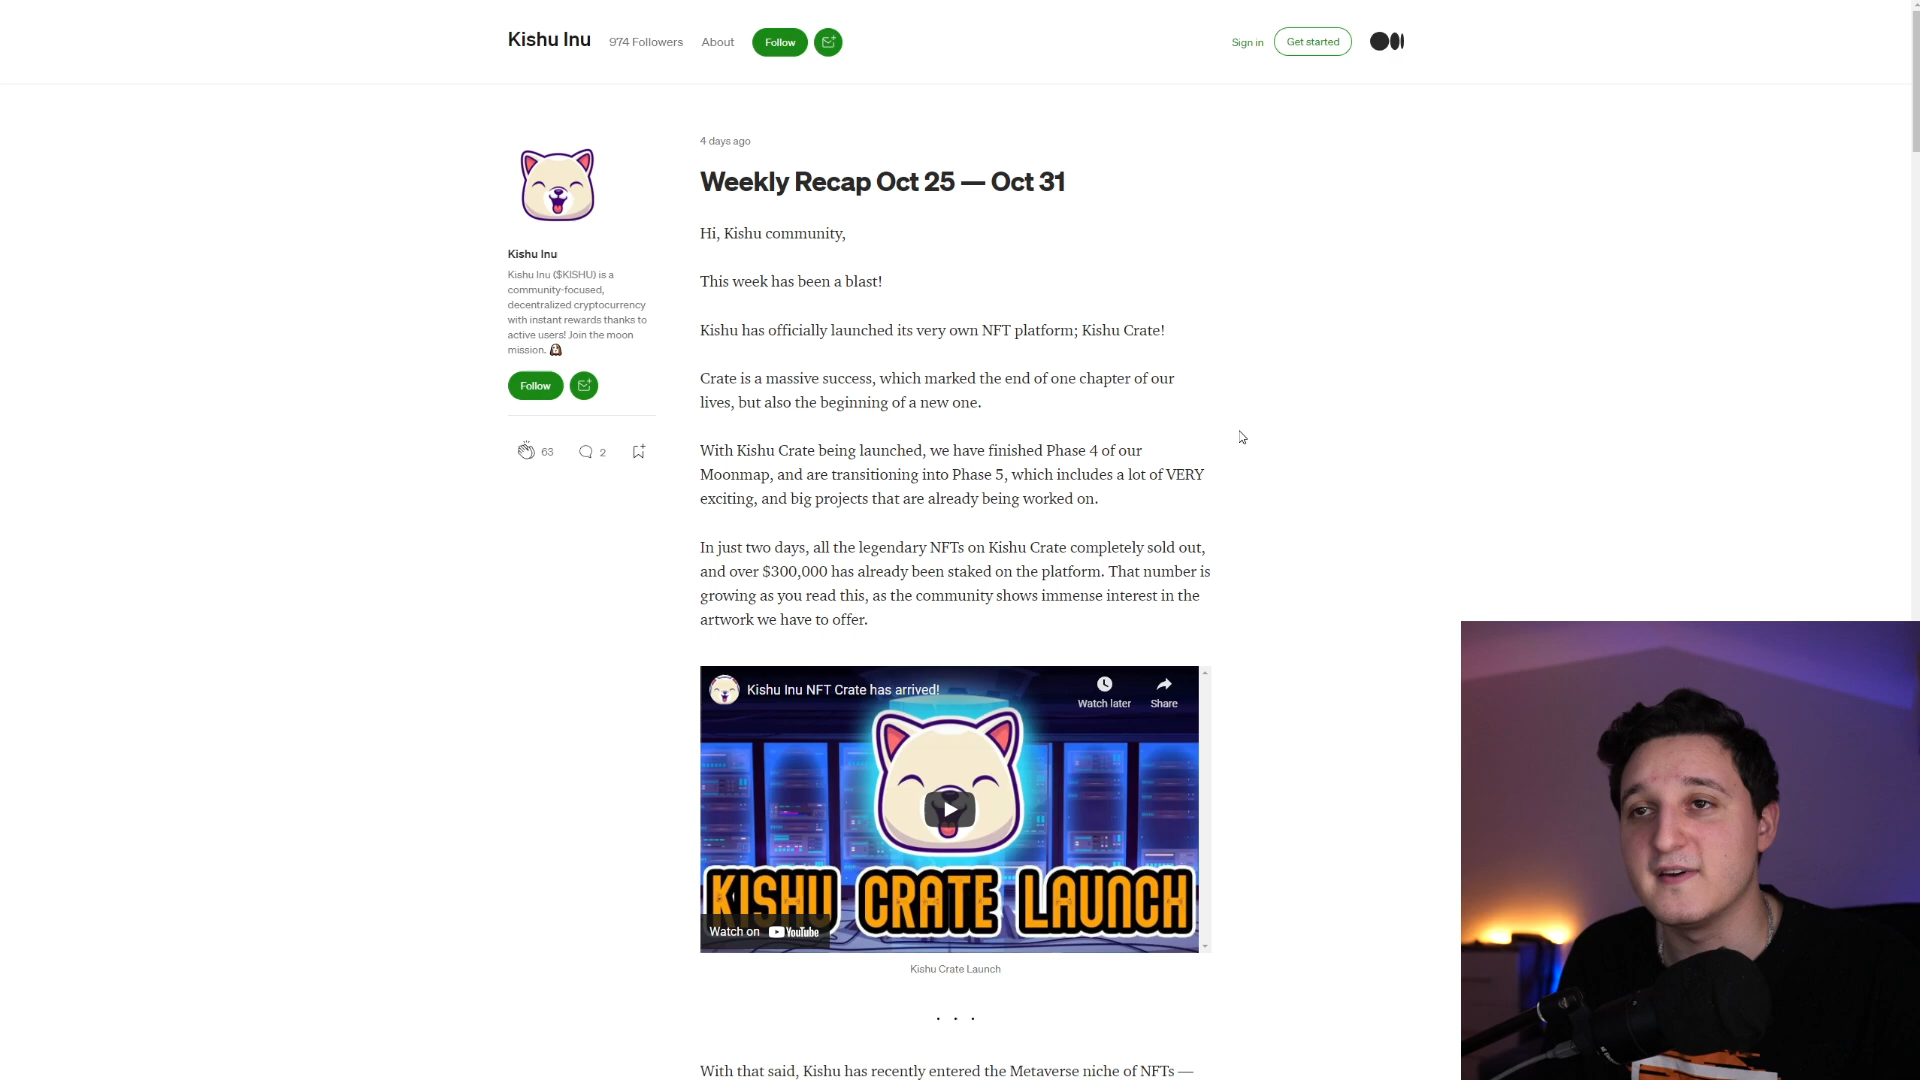 Kishu Inu
974 Followers
About
Follow
Sign in
Get started
4 days ago
Weekly Recap Oct 25 — Oct 31
Hi, Kishu community,
This week has been a blast!
Kishu has officially launched its very own NFT platform; Kishu Crate!
Crate is a massive success, which marked the end of one chapter of our
lives, but also the beginning of a new one.
With Kishu Crate being launched, we have finished Phase 4 of our
Moonmap, and are transitioning into Phase 5, which includes a lot of VERY
exciting, and big projects that are already being worked on.
In just two days, all the legendary NFTs on Kishu Crate completely sold out,
and over $300,000 has already been staked on the platform. That number is
growing as you read this, as the community shows immense interest in the
artwork we have to offer.
Kishu Inu
Kishu Inu ($KISHU) is a
community-focused,
decentralized cryptocurrency
with instant rewards thanks to
active users! Join the moon
mission.
Follow
63
2
Kishu Inu NFT Crate has arrived!
Watch later
Share
KISHU CRATE LAUNCH
Watch on YouTube
Kishu Crate Launch
. . .
With that said, Kishu has recently entered the Metaverse niche of NFTs —